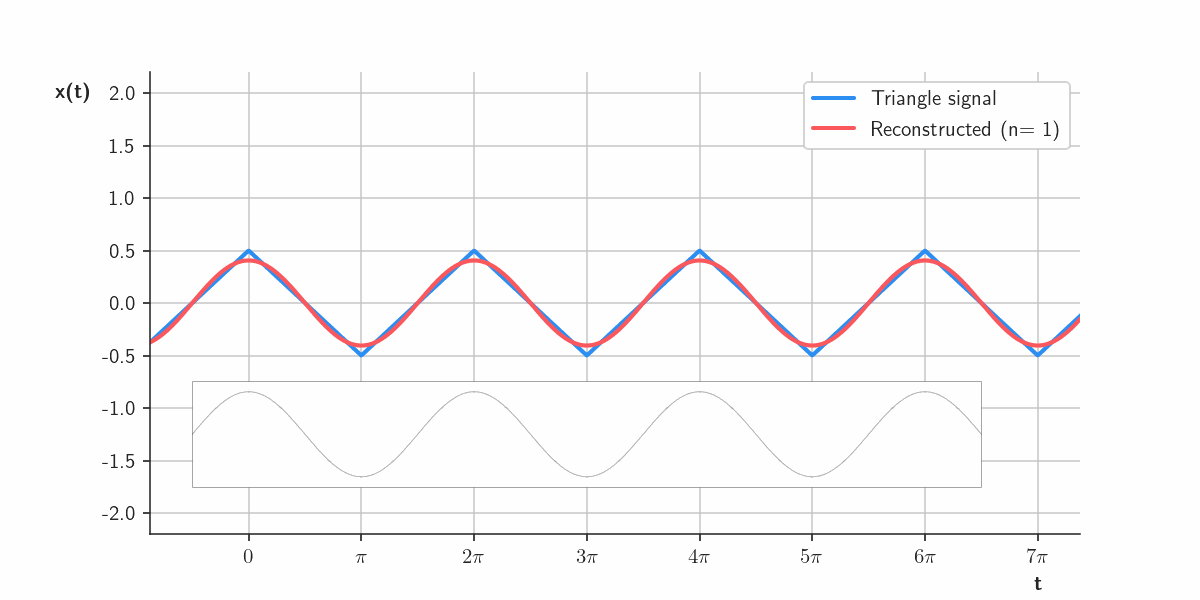 x(t)
2.0
1.5
1.0
0.5
0.0
-0.5
-1.0
-1.5
-2.0
Triangle signal
Reconstructed (n= 1)
0 π 2π 3π 4π 5π 6π 7π
t